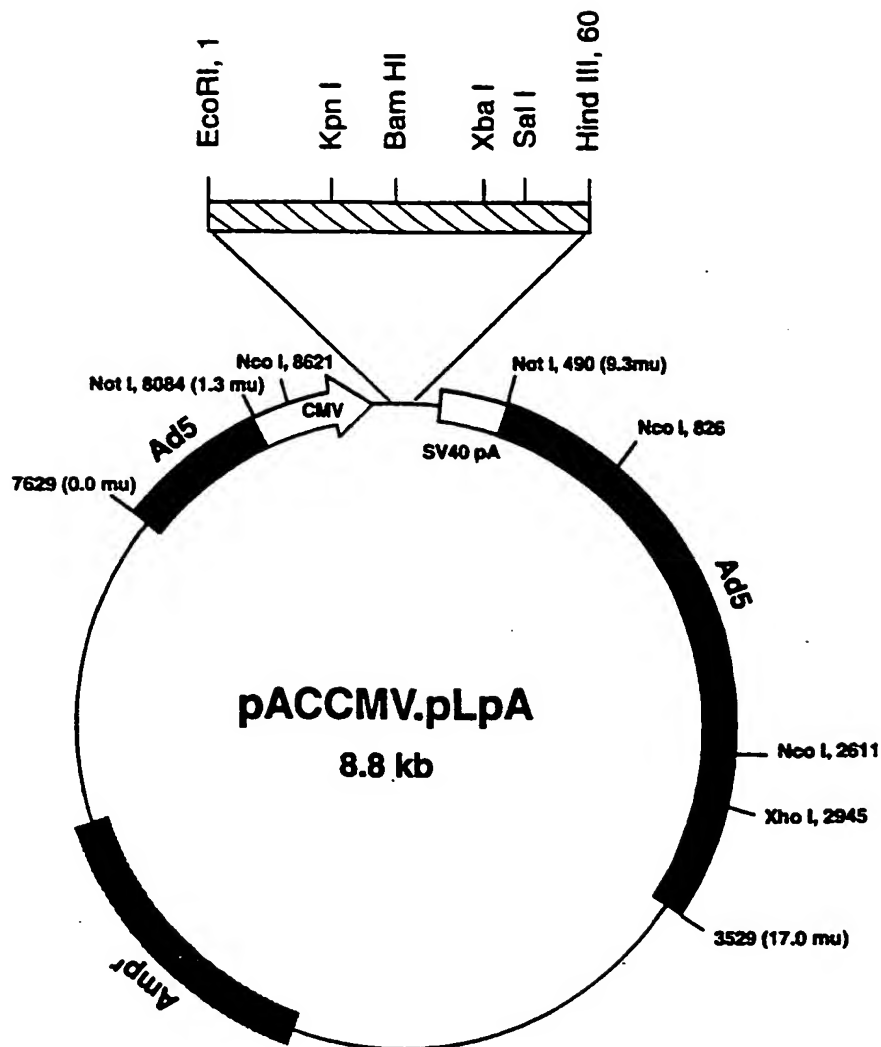 EcoRI, 1
Kpn I
Bam HI
Xba I
Sal I
Hind III, 60
Nco I, 8621
Not I, 490 (9.3mu)
Not I, 8084 (1.3 mu)
CMV
Nco I, 826
Ad5
SV40 pA
7629 (0.0 mu)
Ad5
pACCMV.pLpA
8.8 kb
Nco I, 2611
Xho I, 2945
3529 (17.0 mu)
Ampʳ